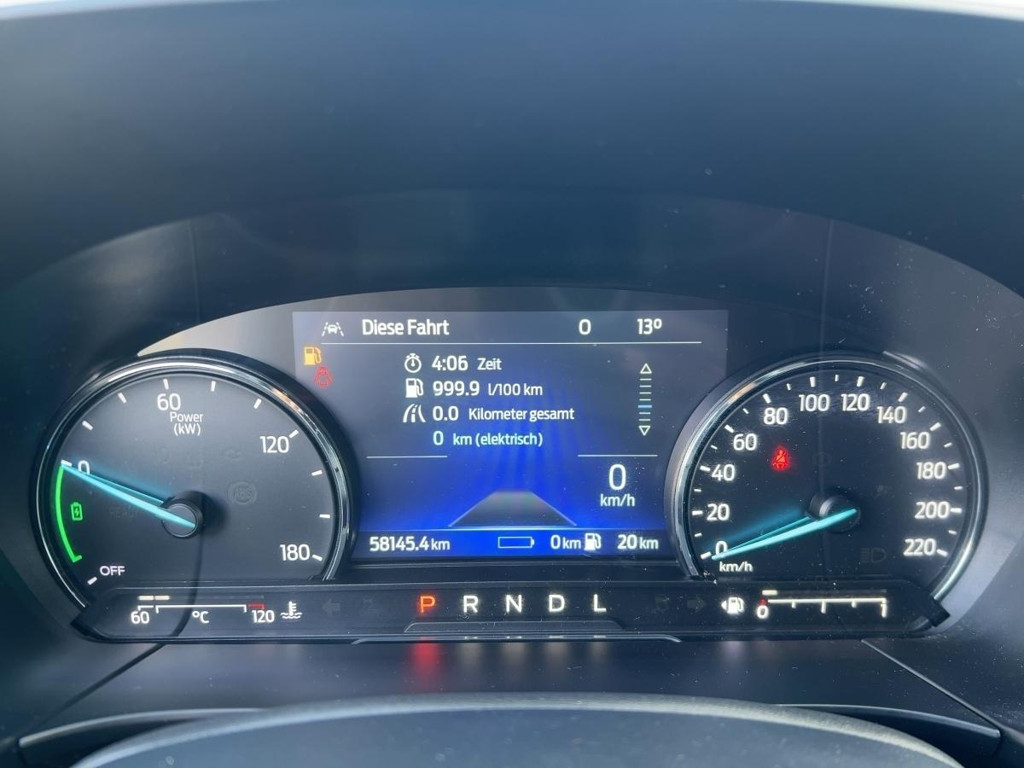 Diese Fahrt 0 13°
4:06 Zeit
999.9 l/100 km
0.0 Kilometer gesamt
0 km (elektrisch)
0
km/h
58145.4 km 0 km 20 km
0 60 120 180
Power
(kW)
OFF
0 20 40 60 80 100 120 140 160 180 200 220
km/h
60 °C 120
P R N D L
0 1